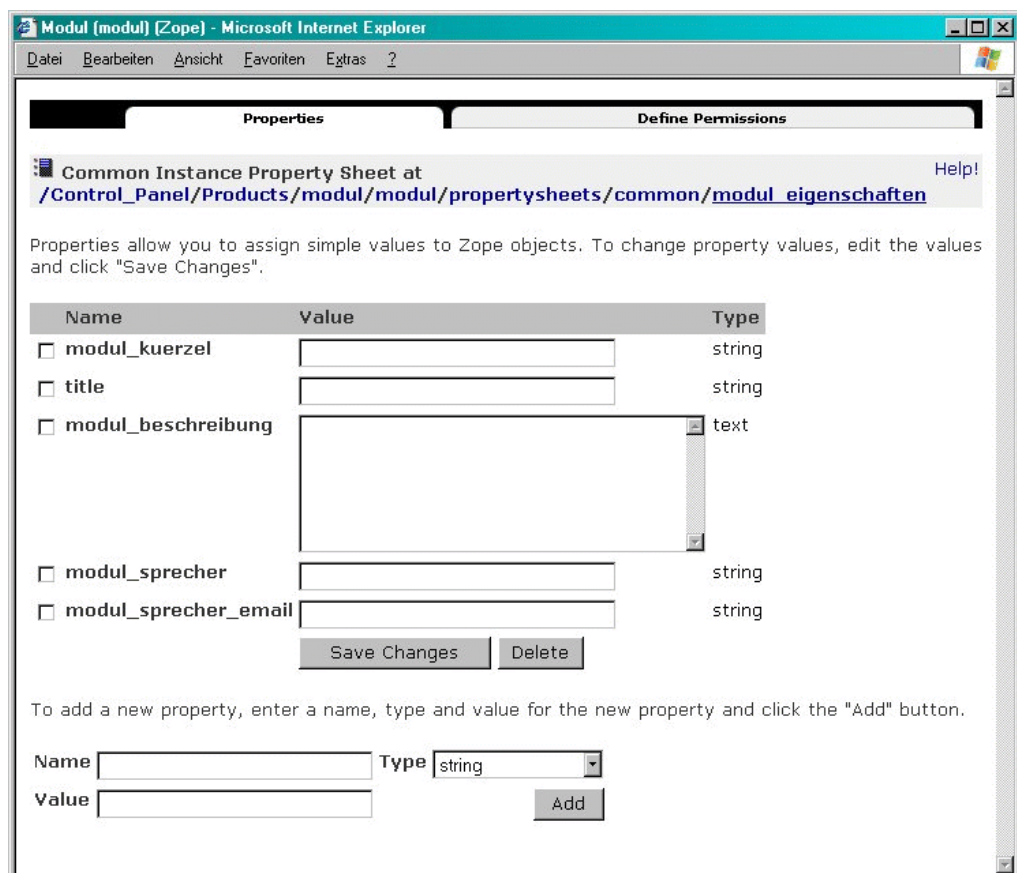 Modul (modul) (Zope) - Microsoft Internet Explorer
Datei Bearbeiten Ansicht Favoriten Extras ?
Properties Define Permissions
Common Instance Property Sheet at Help!
/Control_Panel/Products/modul/modul/propertysheets/common/modul_eigenschaften
Properties allow you to assign simple values to Zope objects. To change property values, edit the values
and click "Save Changes".
Name Value Type
modul_kuerzel string
title string
modul_beschreibung text
modul_sprecher string
modul_sprecher_email string
Save Changes Delete
To add a new property, enter a name, type and value for the new property and click the "Add" button.
Name Type string
Value Add